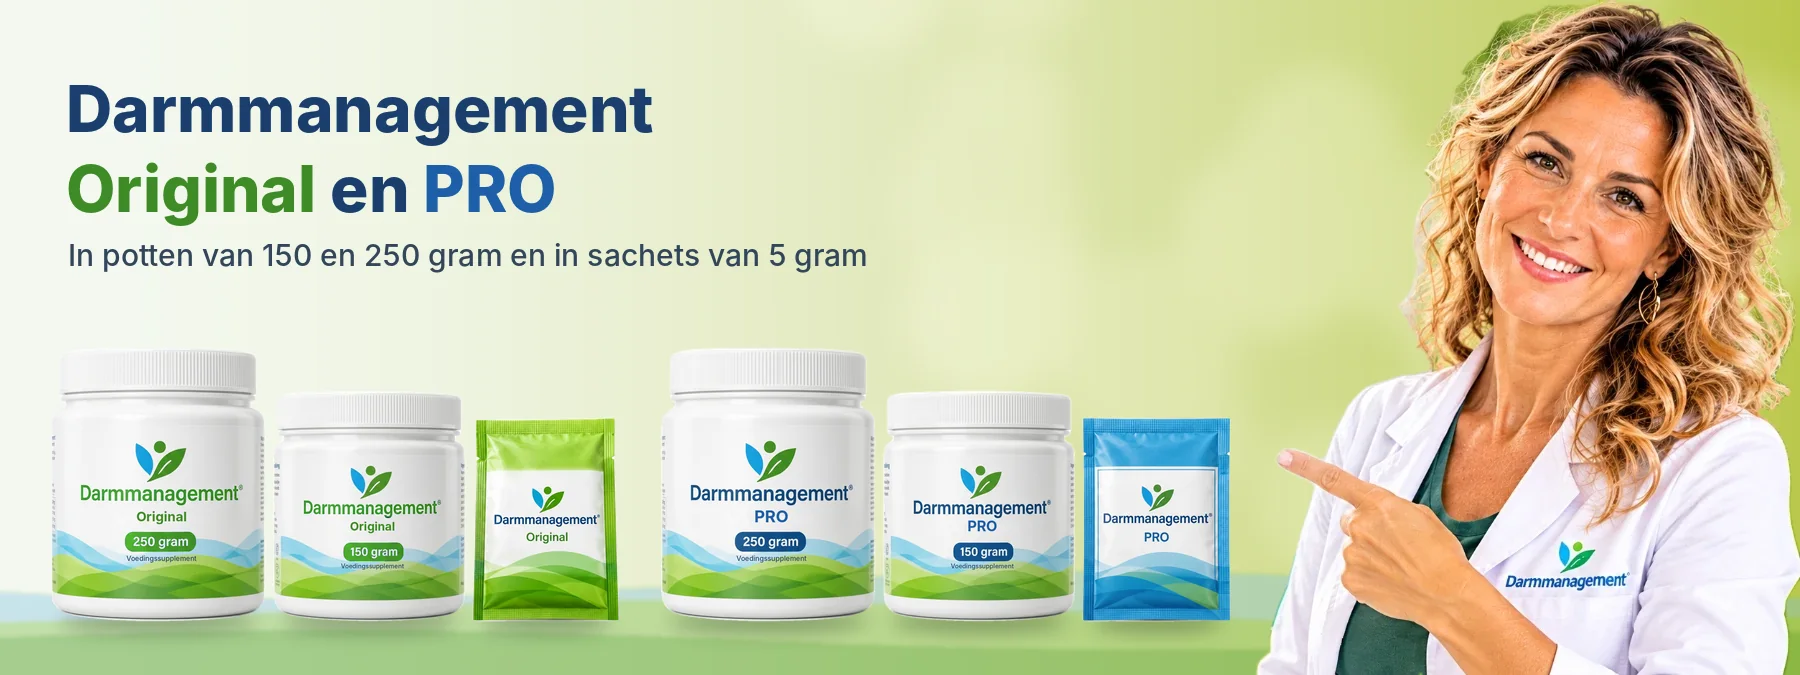 Darmmanagement
Original en PRO
In potten van 150 en 250 gram en in sachets van 5 gram
Darmmanagement®
Original
250 gram
Voedingssupplement
Darmmanagement®
Original
150 gram
Voedingssupplement
Darmmanagement®
Original
Darmmanagement®
PRO
250 gram
Voedingssupplement
Darmmanagement®
PRO
150 gram
Voedingssupplement
Darmmanagement®
PRO
Darmmanagement®